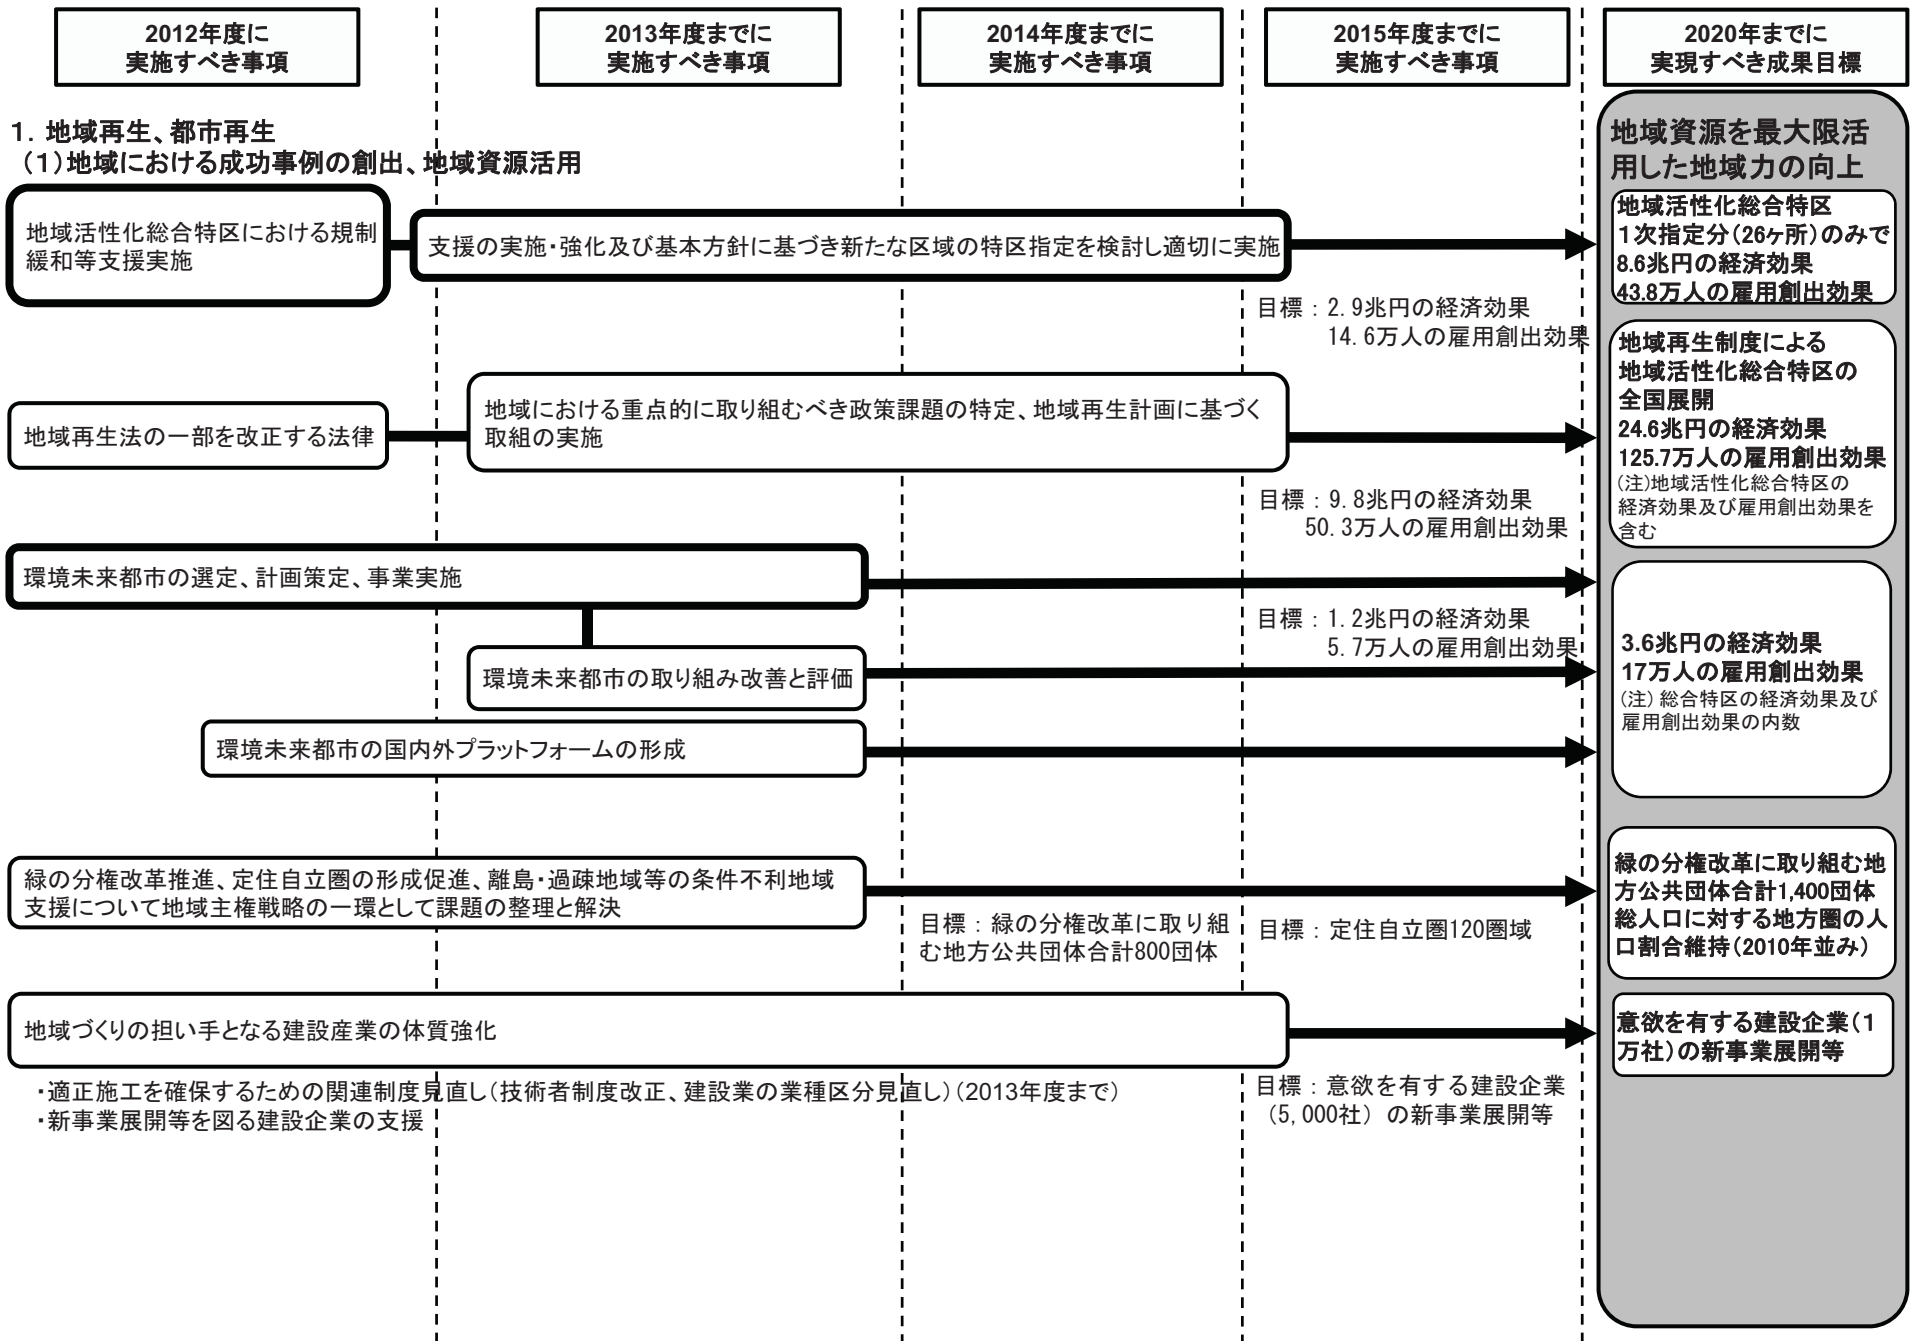 2012年度に
実施すべき事項
2013年度までに
実施すべき事項
2014年度までに
実施すべき事項
2015年度までに
実施すべき事項
2020年までに
実現すべき成果目標
1．地域再生、都市再生
（1）地域における成功事例の創出、地域資源活用
地域活性化総合特区における規制
緩和等支援実施
支援の実施・強化及び基本方針に基づき新たな区域の特区指定を検討し適切に実施
目標：2.9兆円の経済効果
14.6万人の雇用創出効果
地域再生法の一部を改正する法律
地域における重点的に取り組むべき政策課題の特定、地域再生計画に基づく
取組の実施
目標：9.8兆円の経済効果
50.3万人の雇用創出効果
環境未来都市の選定、計画策定、事業実施
目標：1.2兆円の経済効果
5.7万人の雇用創出効果
環境未来都市の取り組み改善と評価
環境未来都市の国内外プラットフォームの形成
緑の分権改革推進、定住自立圏の形成促進、離島・過疎地域等の条件不利地域
支援について地域主権戦略の一環として課題の整理と解決
目標：緑の分権改革に取り組
む地方公共団体合計800団体
目標：定住自立圏120圏域
地域づくりの担い手となる建設産業の体質強化
・適正施工を確保するための関連制度見直し（技術者制度改正、建設業の業種区分見直し）（2013年度まで）
・新事業展開等を図る建設企業の支援
目標：意欲を有する建設企業
（5,000社）の新事業展開等
地域資源を最大限活
用した地域力の向上
地域活性化総合特区
1次指定分（26ヶ所）のみで
8.6兆円の経済効果
43.8万人の雇用創出効果
地域再生制度による
地域活性化総合特区の
全国展開
24.6兆円の経済効果
125.7万人の雇用創出効果
（注）地域活性化総合特区の
経済効果及び雇用創出効果を
含む
3.6兆円の経済効果
17万人の雇用創出効果
（注）総合特区の経済効果及び
雇用創出効果の内数
緑の分権改革に取り組む地
方公共団体合計1,400団体
総人口に対する地方圏の人
口割合維持（2010年並み）
意欲を有する建設企業（1
万社）の新事業展開等